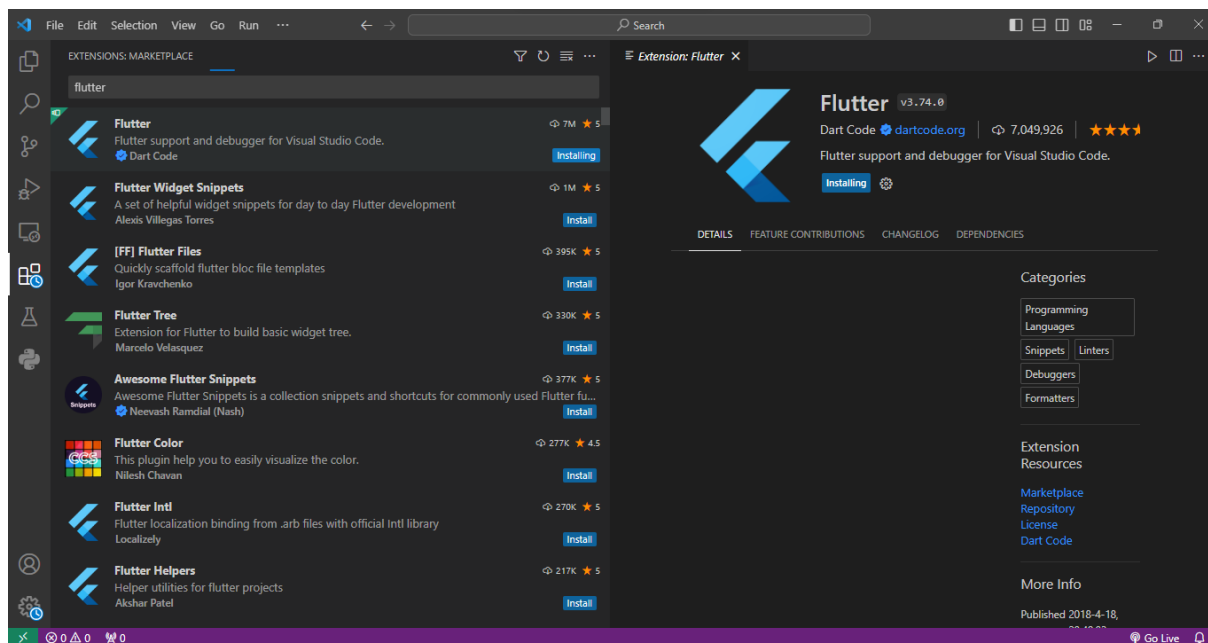 File Edit Selection View Go Run ···
Search
EXTENSIONS: MARKETPLACE
flutter
Flutter
7M ★ 5
Flutter support and debugger for Visual Studio Code.
Dart Code
Installing
Flutter Widget Snippets
1M ★ 5
A set of helpful widget snippets for day to day Flutter development
Alexis Villegas Torres
Install
[FF] Flutter Files
395K ★ 5
Quickly scaffold flutter bloc file templates
Igor Kravchenko
Install
Flutter Tree
330K ★ 5
Extension for Flutter to build basic widget tree.
Marcelo Velasquez
Install
Snippets
Awesome Flutter Snippets
377K ★ 5
Awesome Flutter Snippets is a collection snippets and shortcuts for commonly used Flutter fu...
Neevash Ramdial (Nash)
Install
CCS
Flutter Color
277K ★ 4.5
This plugin help you to easily visualize the color.
Nilesh Chavan
Install
Flutter Intl
270K ★ 5
Flutter localization binding from .arb files with official Intl library
Localizely
Install
Flutter Helpers
217K ★ 5
Helper utilities for flutter projects
Akshar Patel
Install
Extension: Flutter
Flutter v3.74.0
Dart Code dartcode.org | 7,049,926 | ★★★★
Flutter support and debugger for Visual Studio Code.
Installing
DETAILS FEATURE CONTRIBUTIONS CHANGELOG DEPENDENCIES
Categories
Programming
Languages
Snippets Linters
Debuggers
Formatters
Extension
Resources
Marketplace
Repository
License
Dart Code
More Info
Published 2018-4-18,
0 0 0
Go Live